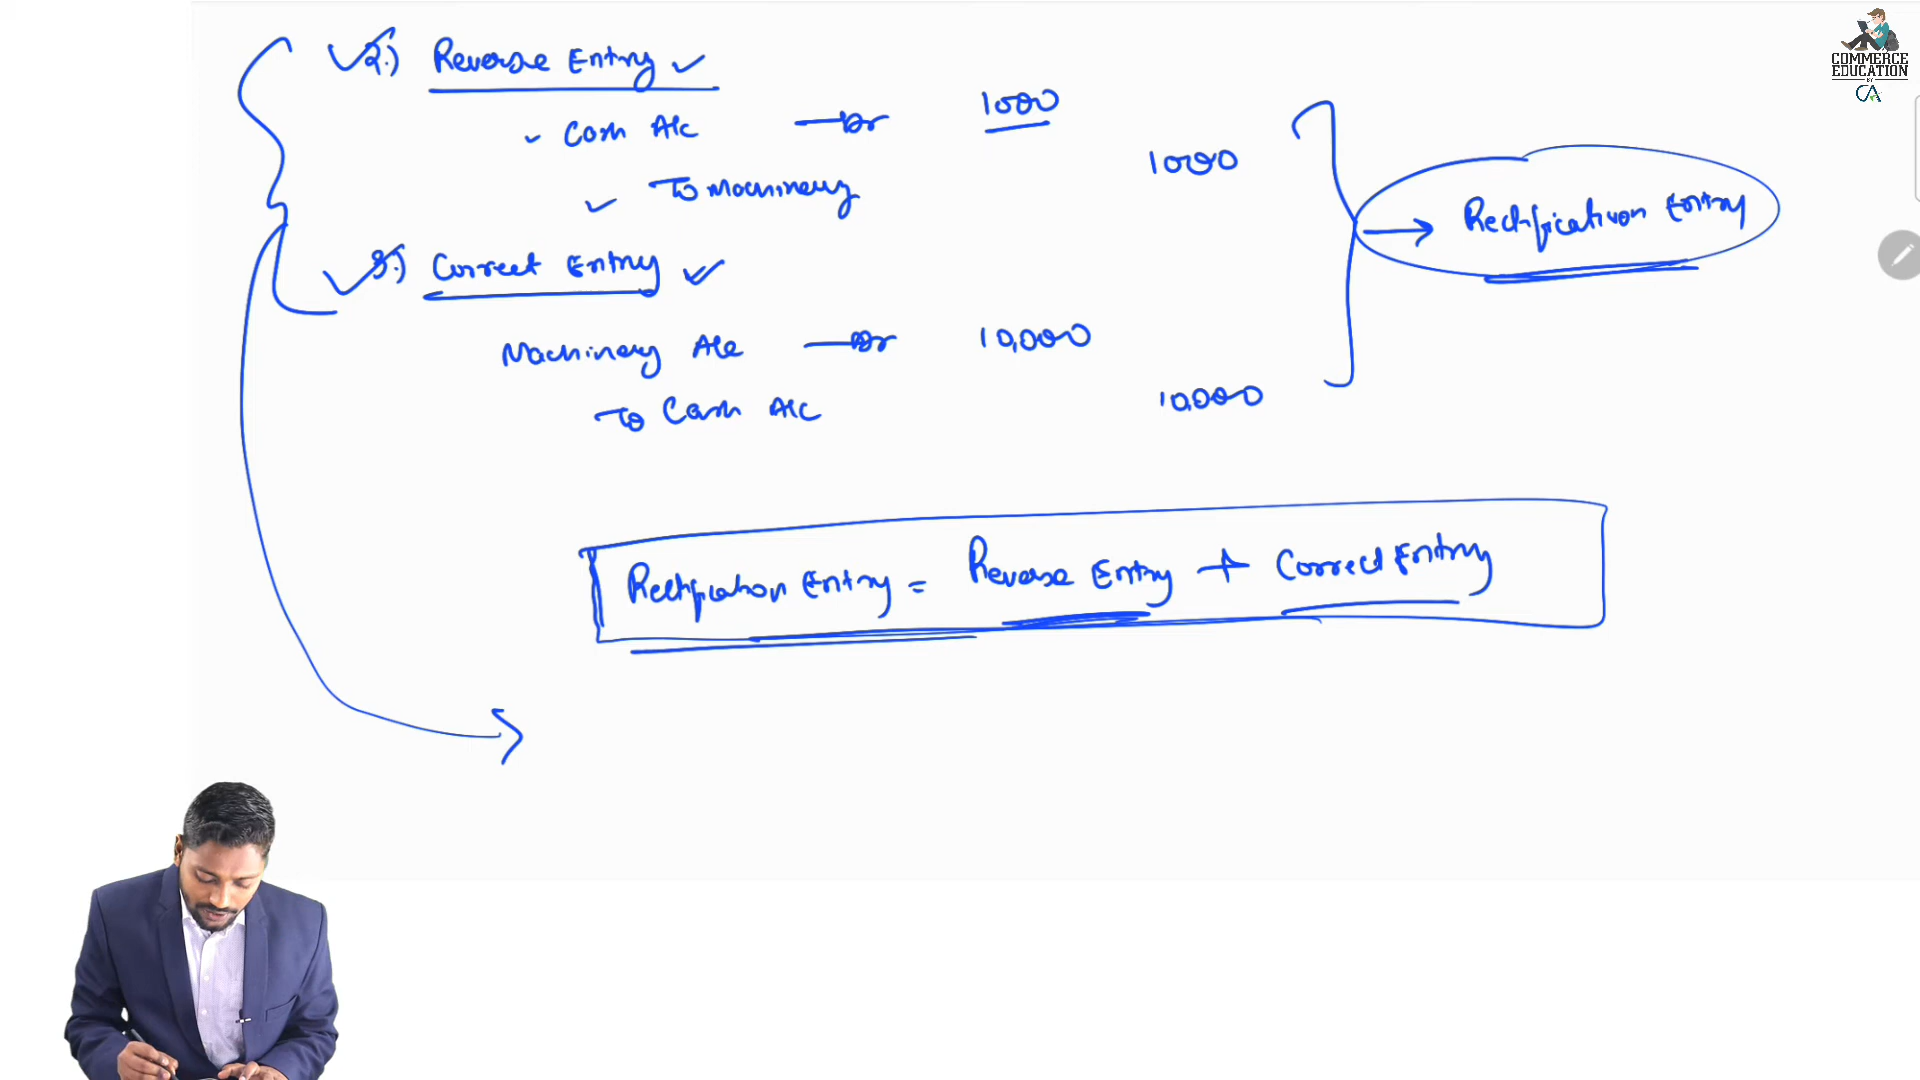 2.) Reverse Entry
Cash A/c Dr 1000
To Machinery 1000
3.) Correct Entry
Machinery A/c Dr 10,000
To Cash A/c 10,000
Rectification Entry
Rectification Entry = Reverse Entry + Correct Entry
COMMERCE
EDUCATION
BY
CA